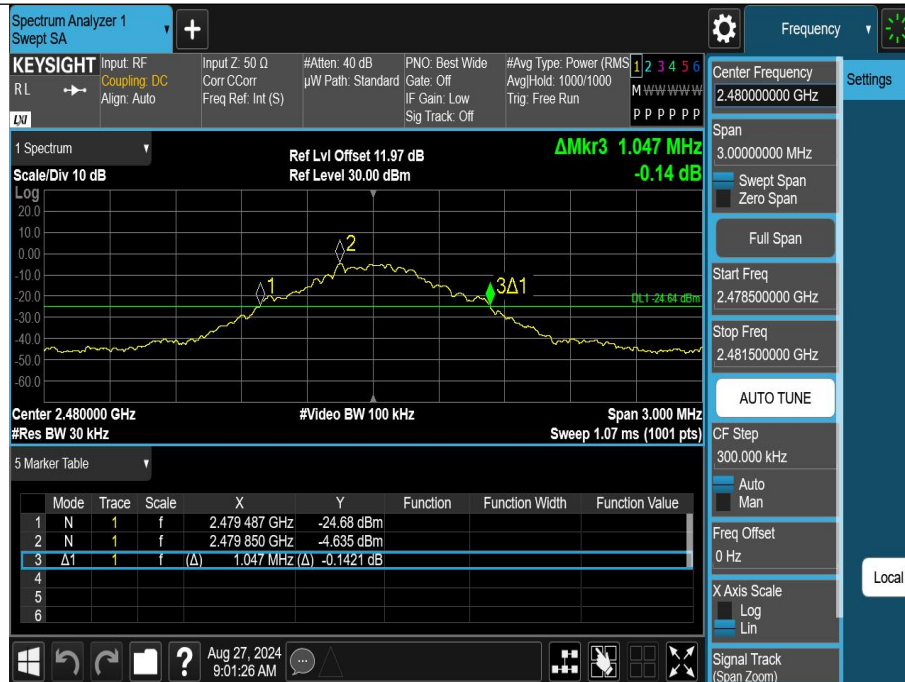 Spectrum Analyzer 1
Swept SA
Frequency
KEYSIGHT
RL
LXI
Input: RF
Coupling: DC
Align: Auto
Input Z: 50 Ω
Corr CCorr
Freq Ref: Int (S)
#Atten: 40 dB
µW Path: Standard
PNO: Best Wide
Gate: Off
IF Gain: Low
Sig Track: Off
#Avg Type: Power (RMS
Avg|Hold: 1000/1000
Trig: Free Run
1 2 3 4 5 6
M W W W W W
P P P P P P
1 Spectrum
Scale/Div 10 dB
Ref Lvl Offset 11.97 dB
Ref Level 30.00 dBm
ΔMkr3 1.047 MHz
-0.14 dB
Log
20.0
10.0
0.00
-10.0
-20.0
-30.0
-40.0
-50.0
-60.0
1
2
3Δ1
DL1 -24.64 dBm
Center 2.480000 GHz
#Res BW 30 kHz
#Video BW 100 kHz
Span 3.000 MHz
Sweep 1.07 ms (1001 pts)
5 Marker Table
Mode Trace Scale X Y Function Function Width Function Value
1 N 1 f 2.479 487 GHz -24.68 dBm
2 N 1 f 2.479 850 GHz -4.635 dBm
3 Δ1 1 f (Δ) 1.047 MHz (Δ) -0.1421 dB
4
5
6
?
Aug 27, 2024
9:01:26 AM
Center Frequency
2.480000000 GHz
Span
3.00000000 MHz
Swept Span
Zero Span
Full Span
Start Freq
2.478500000 GHz
Stop Freq
2.481500000 GHz
AUTO TUNE
CF Step
300.000 kHz
Auto
Man
Freq Offset
0 Hz
X Axis Scale
Log
Lin
Signal Track
(Span Zoom)
Settings
Local